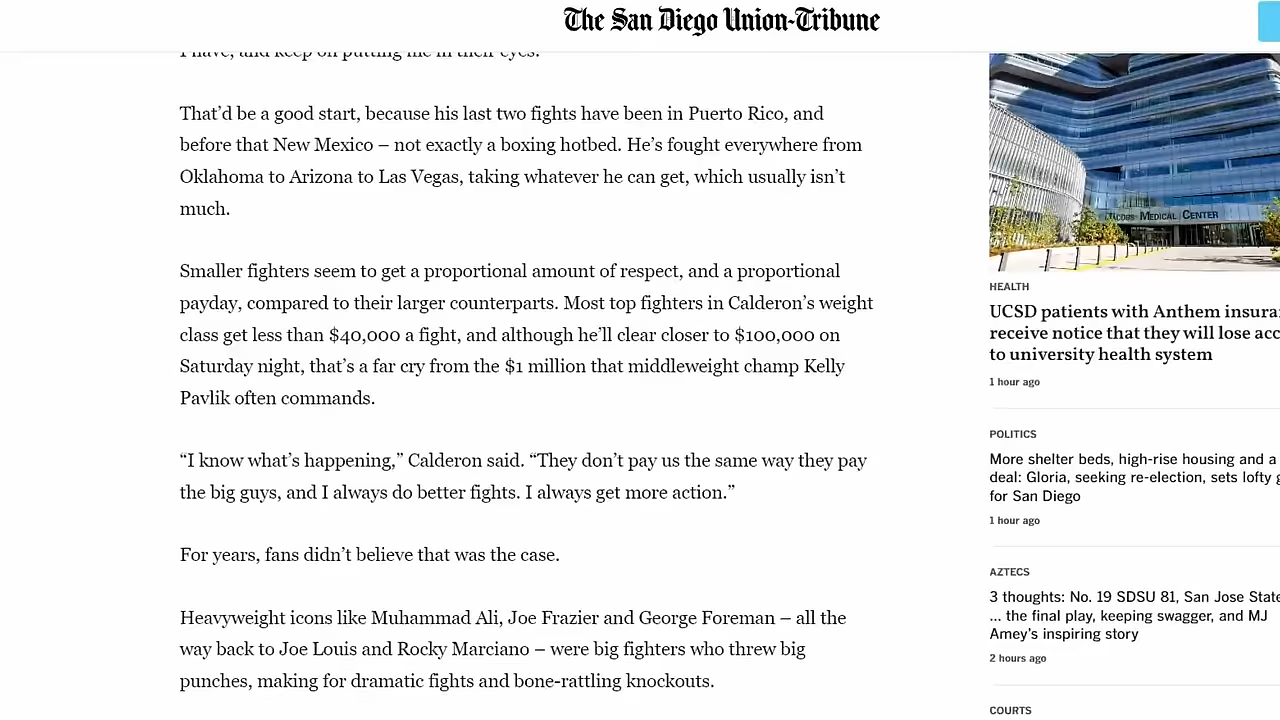 The San Diego Union-Tribune
I have, and keep on putting me in their eyes.
That’d be a good start, because his last two fights have been in Puerto Rico, and
before that New Mexico – not exactly a boxing hotbed. He’s fought everywhere from
Oklahoma to Arizona to Las Vegas, taking whatever he can get, which usually isn’t
much.
Smaller fighters seem to get a proportional amount of respect, and a proportional
payday, compared to their larger counterparts. Most top fighters in Calderon’s weight
class get less than $40,000 a fight, and although he’ll clear closer to $100,000 on
Saturday night, that’s a far cry from the $1 million that middleweight champ Kelly
Pavlik often commands.
“I know what’s happening,” Calderon said. “They don’t pay us the same way they pay
the big guys, and I always do better fights. I always get more action.”
For years, fans didn’t believe that was the case.
Heavyweight icons like Muhammad Ali, Joe Frazier and George Foreman – all the
way back to Joe Louis and Rocky Marciano – were big fighters who threw big
punches, making for dramatic fights and bone-rattling knockouts.
JACOBS MEDICAL CENTER
HEALTH
UCSD patients with Anthem insura
receive notice that they will lose acc
to university health system
1 hour ago
POLITICS
More shelter beds, high-rise housing and a
deal: Gloria, seeking re-election, sets lofty g
for San Diego
1 hour ago
AZTECS
3 thoughts: No. 19 SDSU 81, San Jose State
... the final play, keeping swagger, and MJ
Amey’s inspiring story
2 hours ago
COURTS